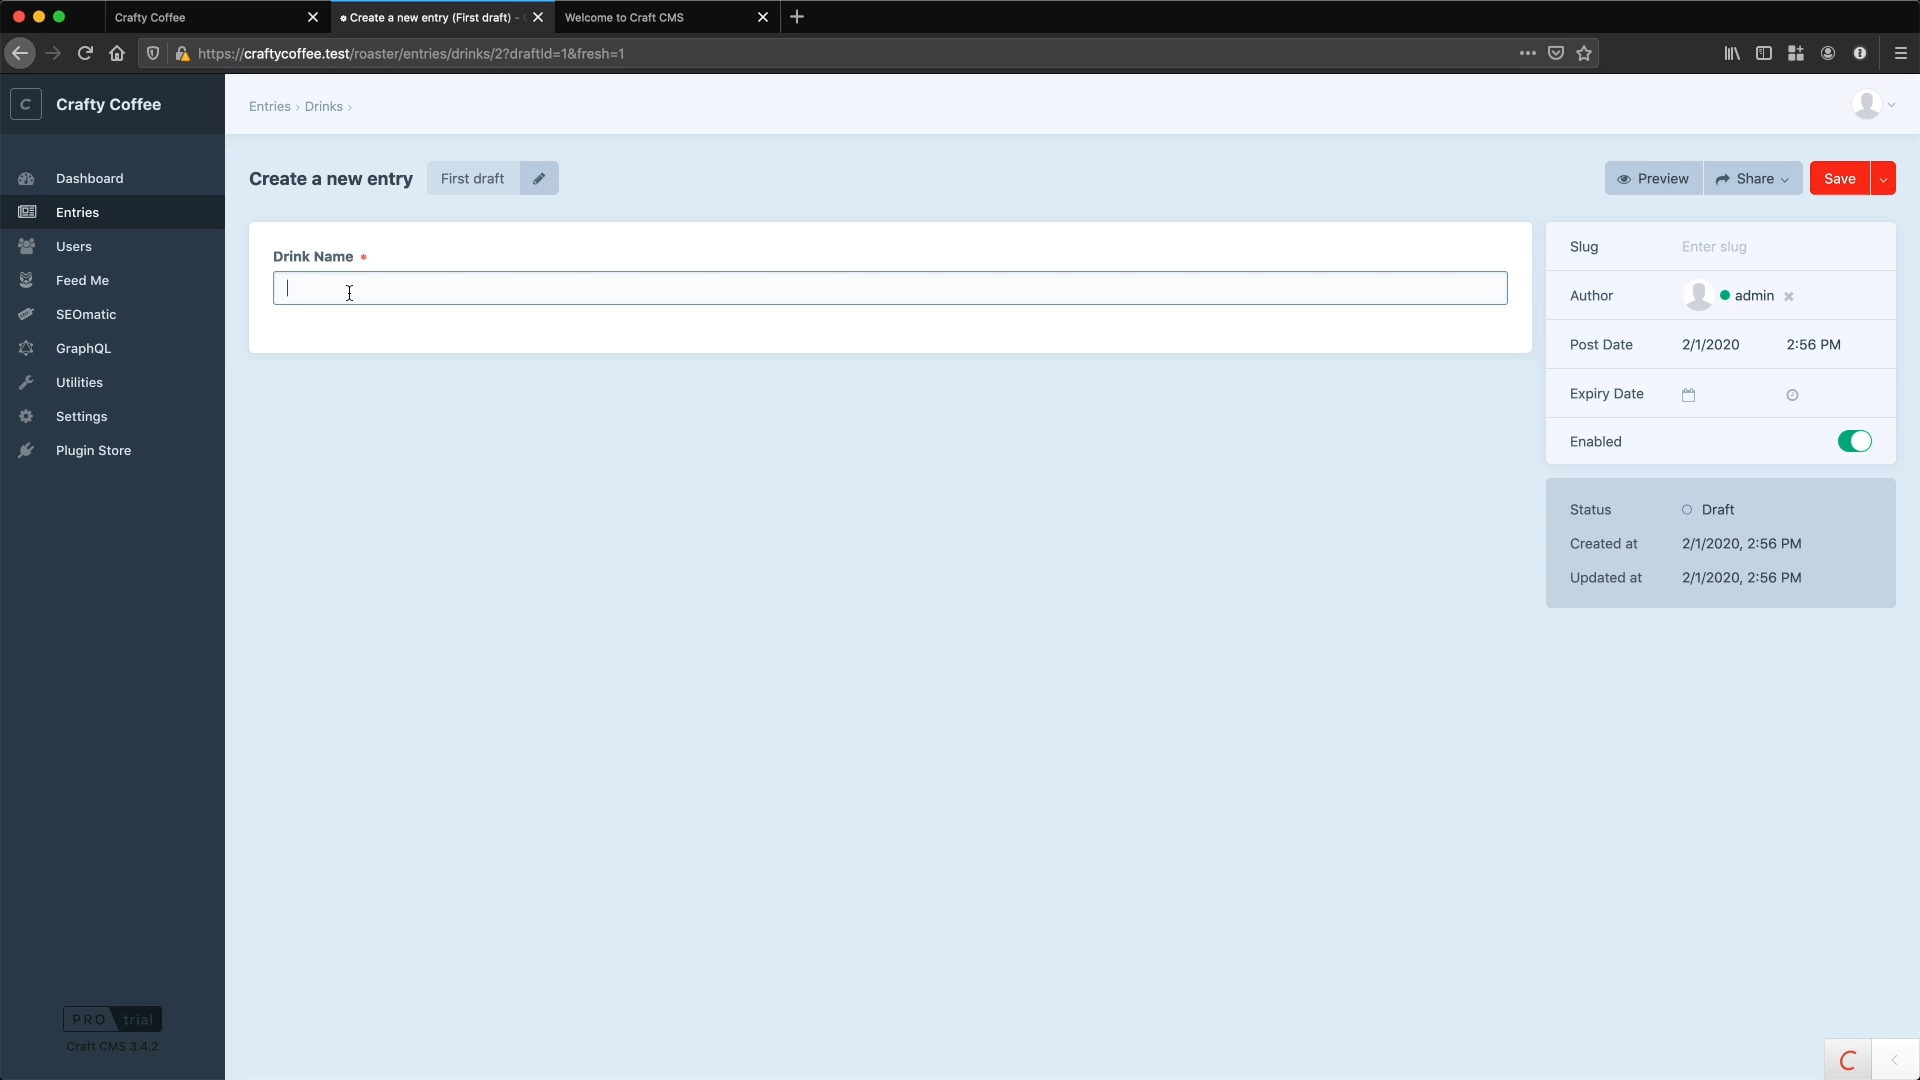 Crafty Coffee
Create a new entry (First draft) -
Welcome to Craft CMS
https://craftycoffee.test/roaster/entries/drinks/2?draftId=1&fresh=1
C
Crafty Coffee
Entries › Drinks ›
Dashboard
Entries
Users
Feed Me
SEOmatic
GraphQL
Utilities
Settings
Plugin Store
PRO trial
Craft CMS 3.4.2
Create a new entry
First draft
Preview
Share
Save
Drink Name *
Slug
Enter slug
Author
admin
Post Date
2/1/2020
2:56 PM
Expiry Date
Enabled
Status
Draft
Created at
2/1/2020, 2:56 PM
Updated at
2/1/2020, 2:56 PM